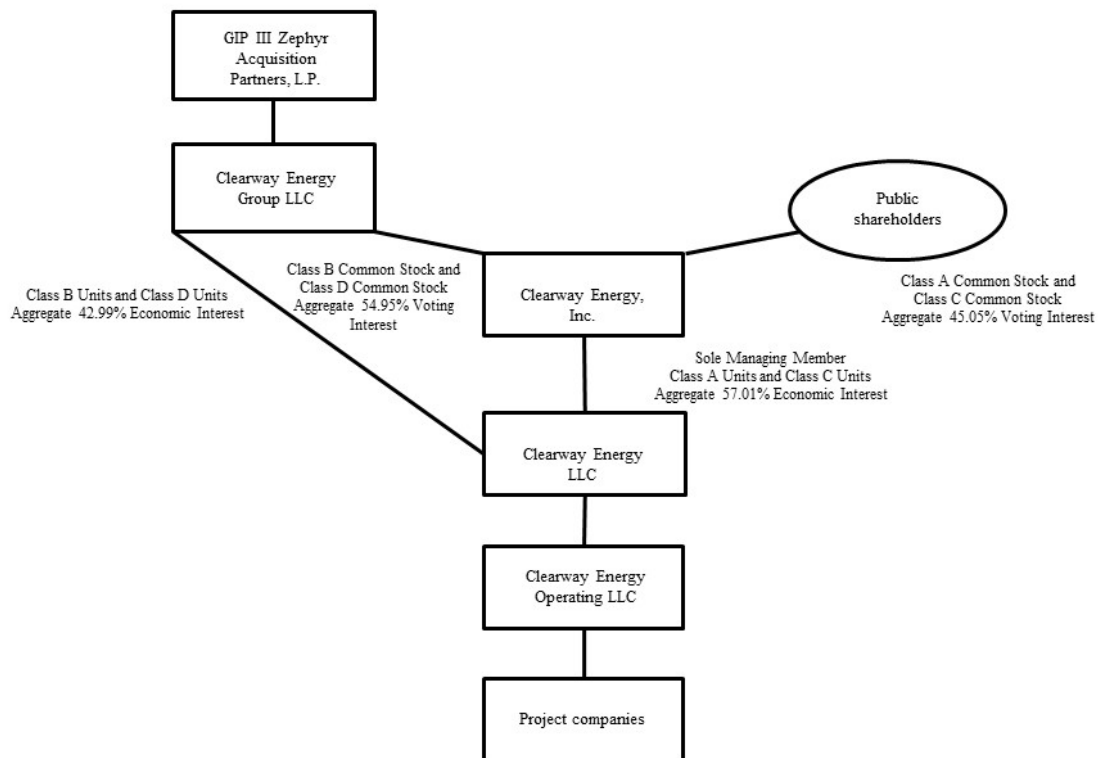 GIP III Zephyr
Acquisition
Partners, L.P.
Clearway Energy
Group LLC
Public
shareholders
Class B Units and Class D Units
Aggregate 42.99% Economic Interest
Class B Common Stock and
Class D Common Stock
Aggregate 54.95% Voting
Interest
Clearway Energy,
Inc.
Class A Common Stock and
Class C Common Stock
Aggregate 45.05% Voting Interest
Sole Managing Member
Class A Units and Class C Units
Aggregate 57.01% Economic Interest
Clearway Energy
LLC
Clearway Energy
Operating LLC
Project companies